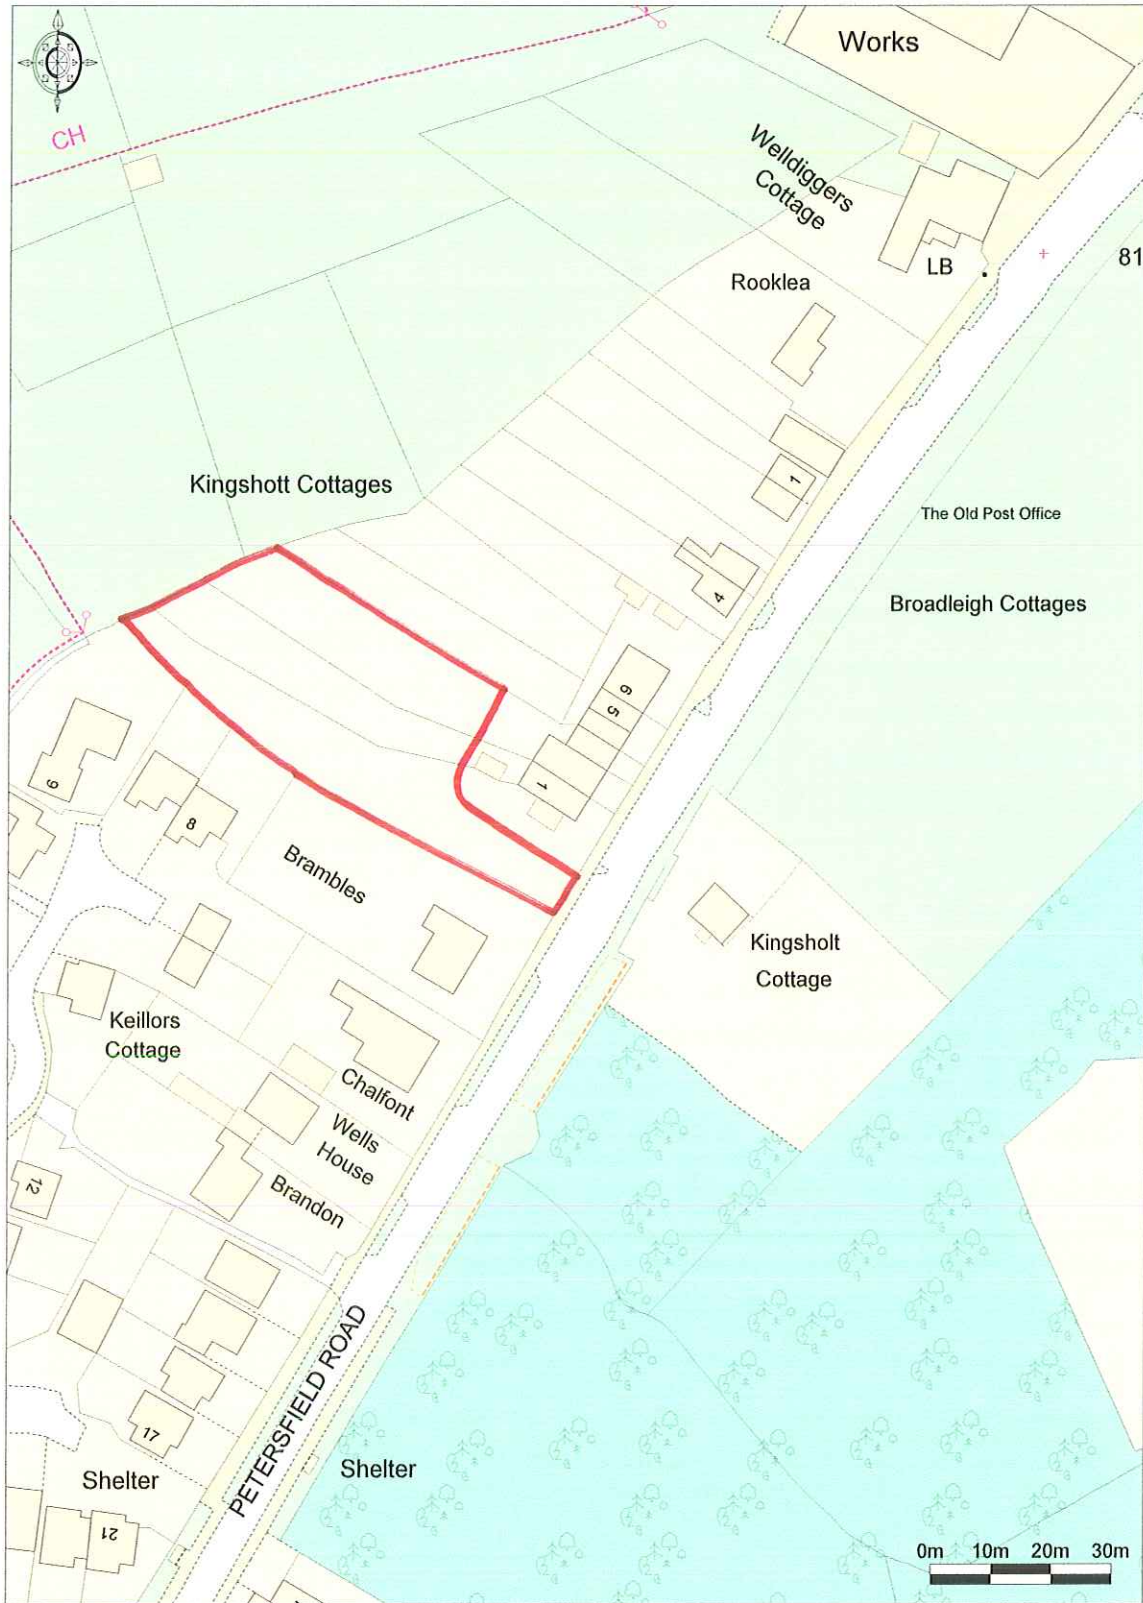 Works
CH
Welldiggers
Cottage
LB
81
Rooklea
Kingshott Cottages
1
The Old Post Office
4
Broadleigh Cottages
6
5
1
9
8
Brambles
Kingsholt
Cottage
Keillors
Cottage
Chalfont
Wells
House
Brandon
12
PETERSFIELD ROAD
17
Shelter
Shelter
21
0m 10m 20m 30m